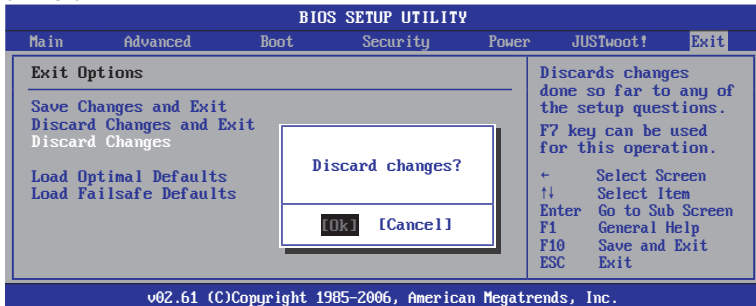 BIOS SETUP UTILITY
Main Advanced Boot Security Power JUSTwoot! Exit
Exit Options
Save Changes and Exit
Discard Changes and Exit
Discard Changes
Load Optimal Defaults
Load Failsafe Defaults
Discard changes?
[Ok] [Cancel]
Discards changes
done so far to any of
the setup questions.
F7 key can be used
for this operation.
← Select Screen
↑↓ Select Item
Enter Go to Sub Screen
F1 General Help
F10 Save and Exit
ESC Exit
v02.61 (C)Copyright 1985-2006, American Megatrends, Inc.